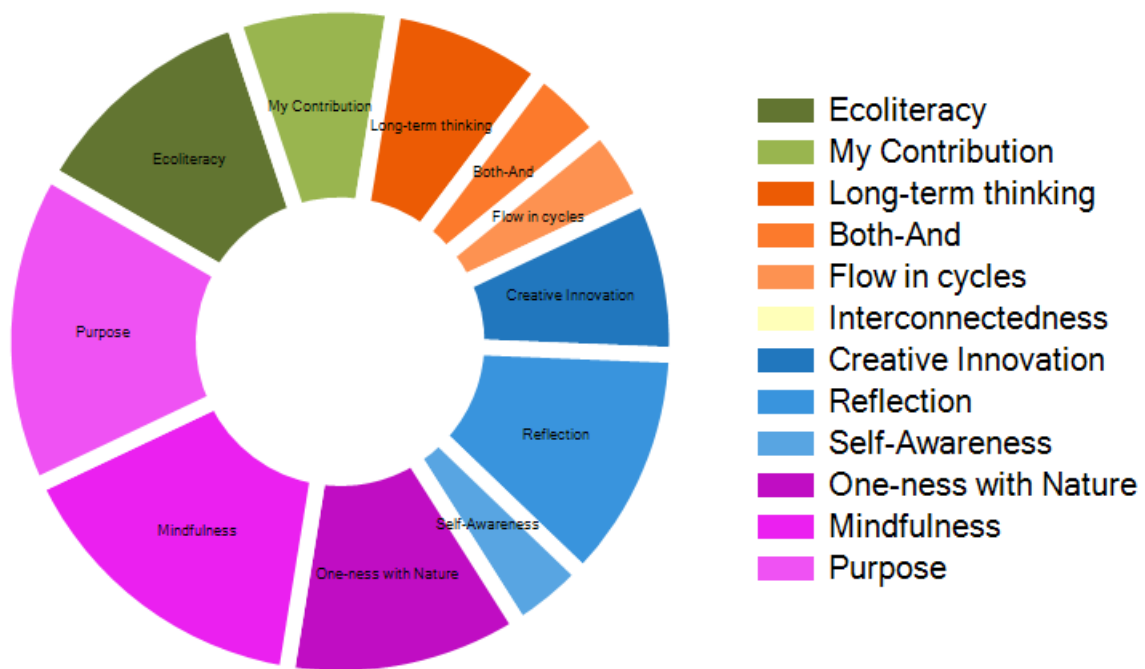 My Contribution
Long-term thinking
Ecoliteracy
Both-And
Flow in cycles
Creative Innovation
Purpose
Reflection
Mindfulness
Self-Awareness
One-ness with Nature
Ecoliteracy
My Contribution
Long-term thinking
Both-And
Flow in cycles
Interconnectedness
Creative Innovation
Reflection
Self-Awareness
One-ness with Nature
Mindfulness
Purpose